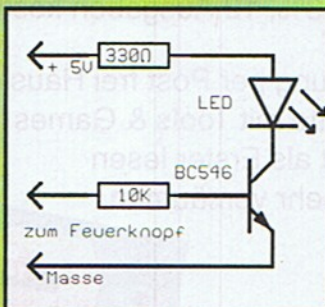 330Ω
+ 5V
LED
BC546
10K
zum Feuerknopf
Masse